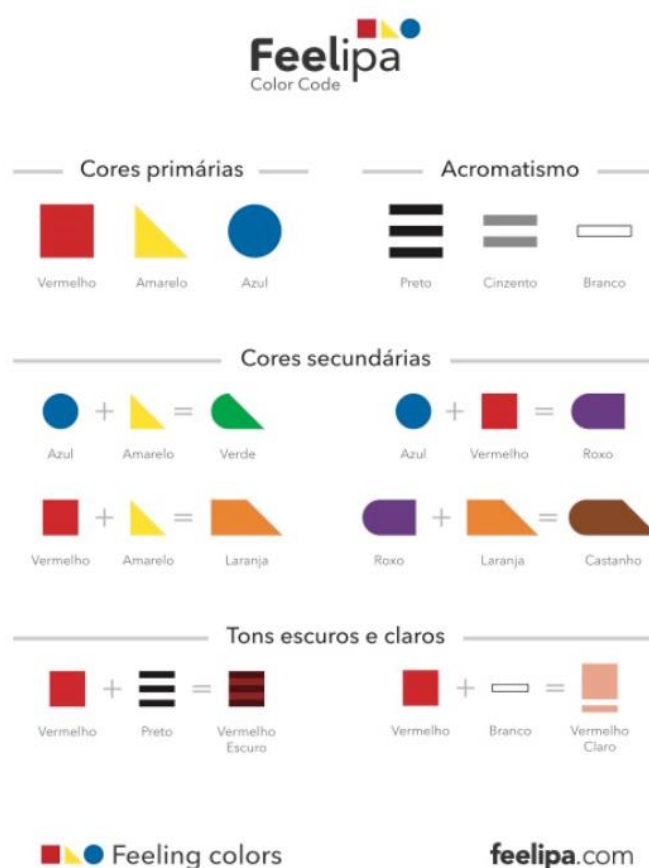 Feelipa
Color Code
Cores primárias
Acromatismo
Vermelho Amarelo Azul
Preto Cinzento Branco
Cores secundárias
+ =
+ =
Azul Amarelo Verde
Azul Vermelho Roxo
+ =
+ =
Vermelho Amarelo Laranja
Roxo Laranja Castanho
Tons escuros e claros
+ =
+ =
Vermelho Preto Vermelho
Escuro
Vermelho Branco Vermelho
Claro
Feeling colors
feelipa.com